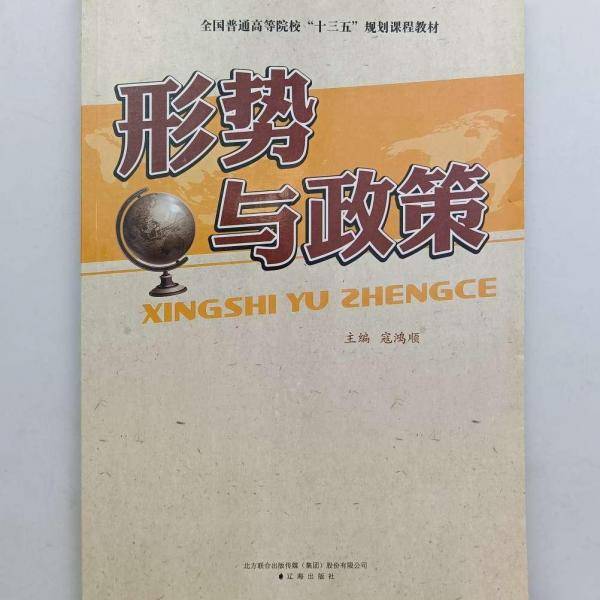 全国普通高等院校“十三五”规划课程教材
形势
与政策
XINGSHI YU ZHENGCE
主编 寇鸿顺
北方联合出版传媒（集团）股份有限公司
辽海出版社